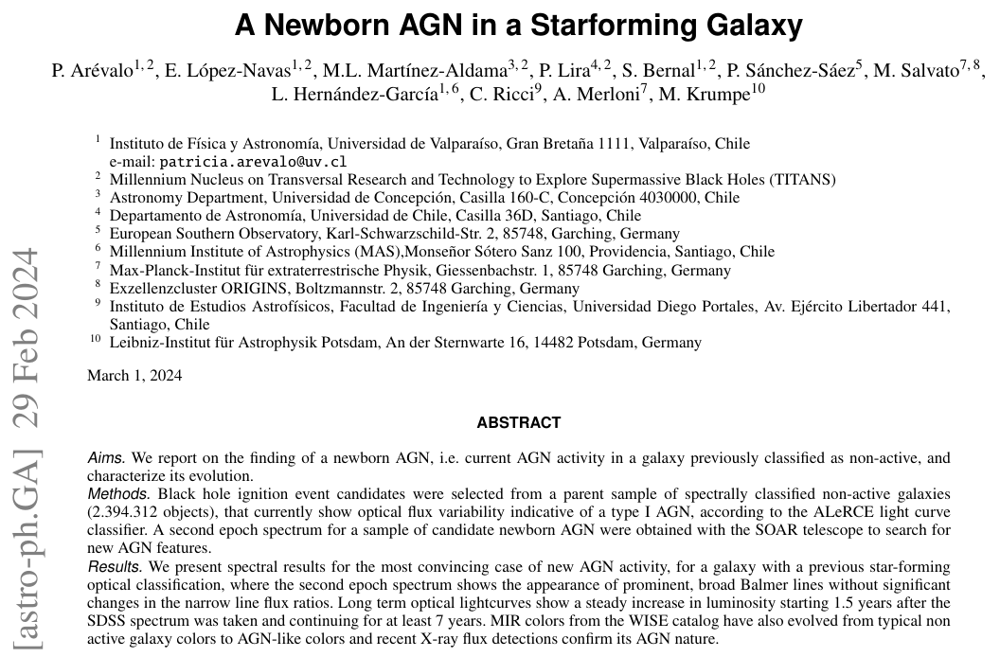 A Newborn AGN in a Starforming Galaxy
P. Arévalo1, 2, E. López-Navas1, 2, M.L. Martínez-Aldama3, 2, P. Lira4, 2, S. Bernal1, 2, P. Sánchez-Sáez5, M. Salvato7, 8,
L. Hernández-García1, 6, C. Ricci9, A. Merloni7, M. Krumpe10
1 Instituto de Física y Astronomía, Universidad de Valparaíso, Gran Bretaña 1111, Valparaíso, Chile
e-mail: patricia.arevalo@uv.cl
2 Millennium Nucleus on Transversal Research and Technology to Explore Supermassive Black Holes (TITANS)
3 Astronomy Department, Universidad de Concepción, Casilla 160-C, Concepción 4030000, Chile
4 Departamento de Astronomía, Universidad de Chile, Casilla 36D, Santiago, Chile
5 European Southern Observatory, Karl-Schwarzschild-Str. 2, 85748, Garching, Germany
6 Millennium Institute of Astrophysics (MAS),Monseñor Sótero Sanz 100, Providencia, Santiago, Chile
7 Max-Planck-Institut für extraterrestrische Physik, Giessenbachstr. 1, 85748 Garching, Germany
8 Exzellenzcluster ORIGINS, Boltzmannstr. 2, 85748 Garching, Germany
9 Instituto de Estudios Astrofísicos, Facultad de Ingeniería y Ciencias, Universidad Diego Portales, Av. Ejército Libertador 441,
Santiago, Chile
10 Leibniz-Institut für Astrophysik Potsdam, An der Sternwarte 16, 14482 Potsdam, Germany
March 1, 2024
ABSTRACT
Aims. We report on the finding of a newborn AGN, i.e. current AGN activity in a galaxy previously classified as non-active, and
characterize its evolution.
Methods. Black hole ignition event candidates were selected from a parent sample of spectrally classified non-active galaxies
(2.394.312 objects), that currently show optical flux variability indicative of a type I AGN, according to the ALeRCE light curve
classifier. A second epoch spectrum for a sample of candidate newborn AGN were obtained with the SOAR telescope to search for
new AGN features.
Results. We present spectral results for the most convincing case of new AGN activity, for a galaxy with a previous star-forming
optical classification, where the second epoch spectrum shows the appearance of prominent, broad Balmer lines without significant
changes in the narrow line flux ratios. Long term optical lightcurves show a steady increase in luminosity starting 1.5 years after the
SDSS spectrum was taken and continuing for at least 7 years. MIR colors from the WISE catalog have also evolved from typical non
active galaxy colors to AGN-like colors and recent X-ray flux detections confirm its AGN nature.
[astro-ph.GA] 29 Feb 2024